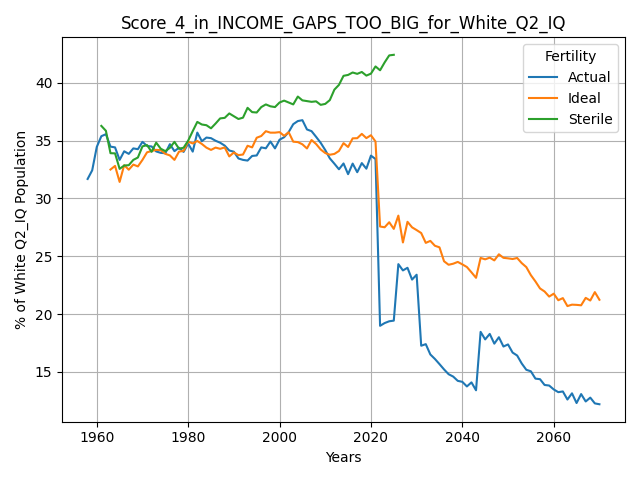 Score_4_in_INCOME_GAPS_TOO_BIG_for_White_Q2_IQ
% of White Q2_IQ Population
40
35
30
25
20
15
Fertility
Actual
Ideal
Sterile
1960 1980 2000 2020 2040 2060
Years